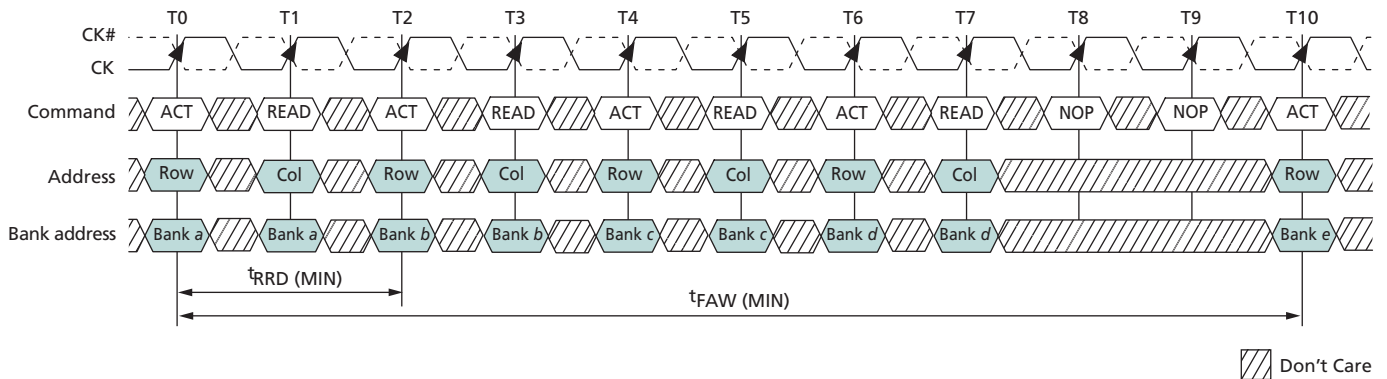 T0 T1 T2 T3 T4 T5 T6 T7 T8 T9 T10
CK#
CK
Command ACT READ ACT READ ACT READ ACT READ NOP NOP ACT
Address Row Col Row Col Row Col Row Col Row
Bank address Bank a Bank a Bank b Bank b Bank c Bank c Bank d Bank d Bank e
tRRD (MIN)
tFAW (MIN)
Don't Care